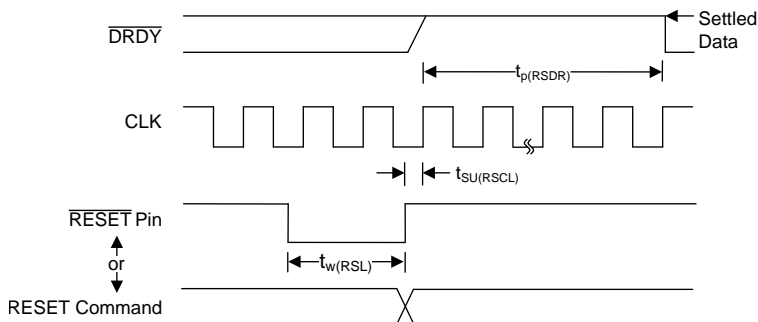 Settled
Data
DRDY
tp(RSDR)
CLK
tSU(RSCL)
RESET Pin
or
tw(RSL)
RESET Command